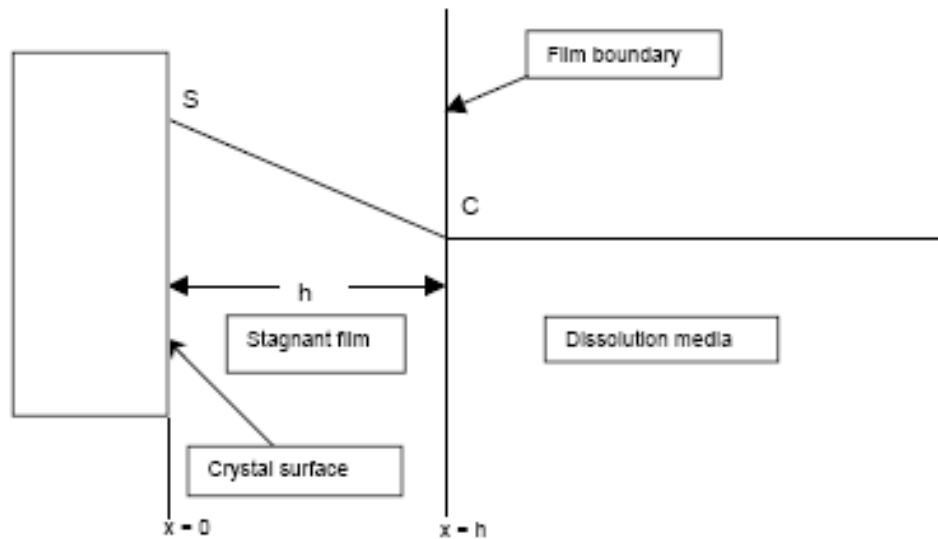 Film boundary
S
C
h
Stagnant film
Dissolution media
Crystal surface
x = 0
x = h